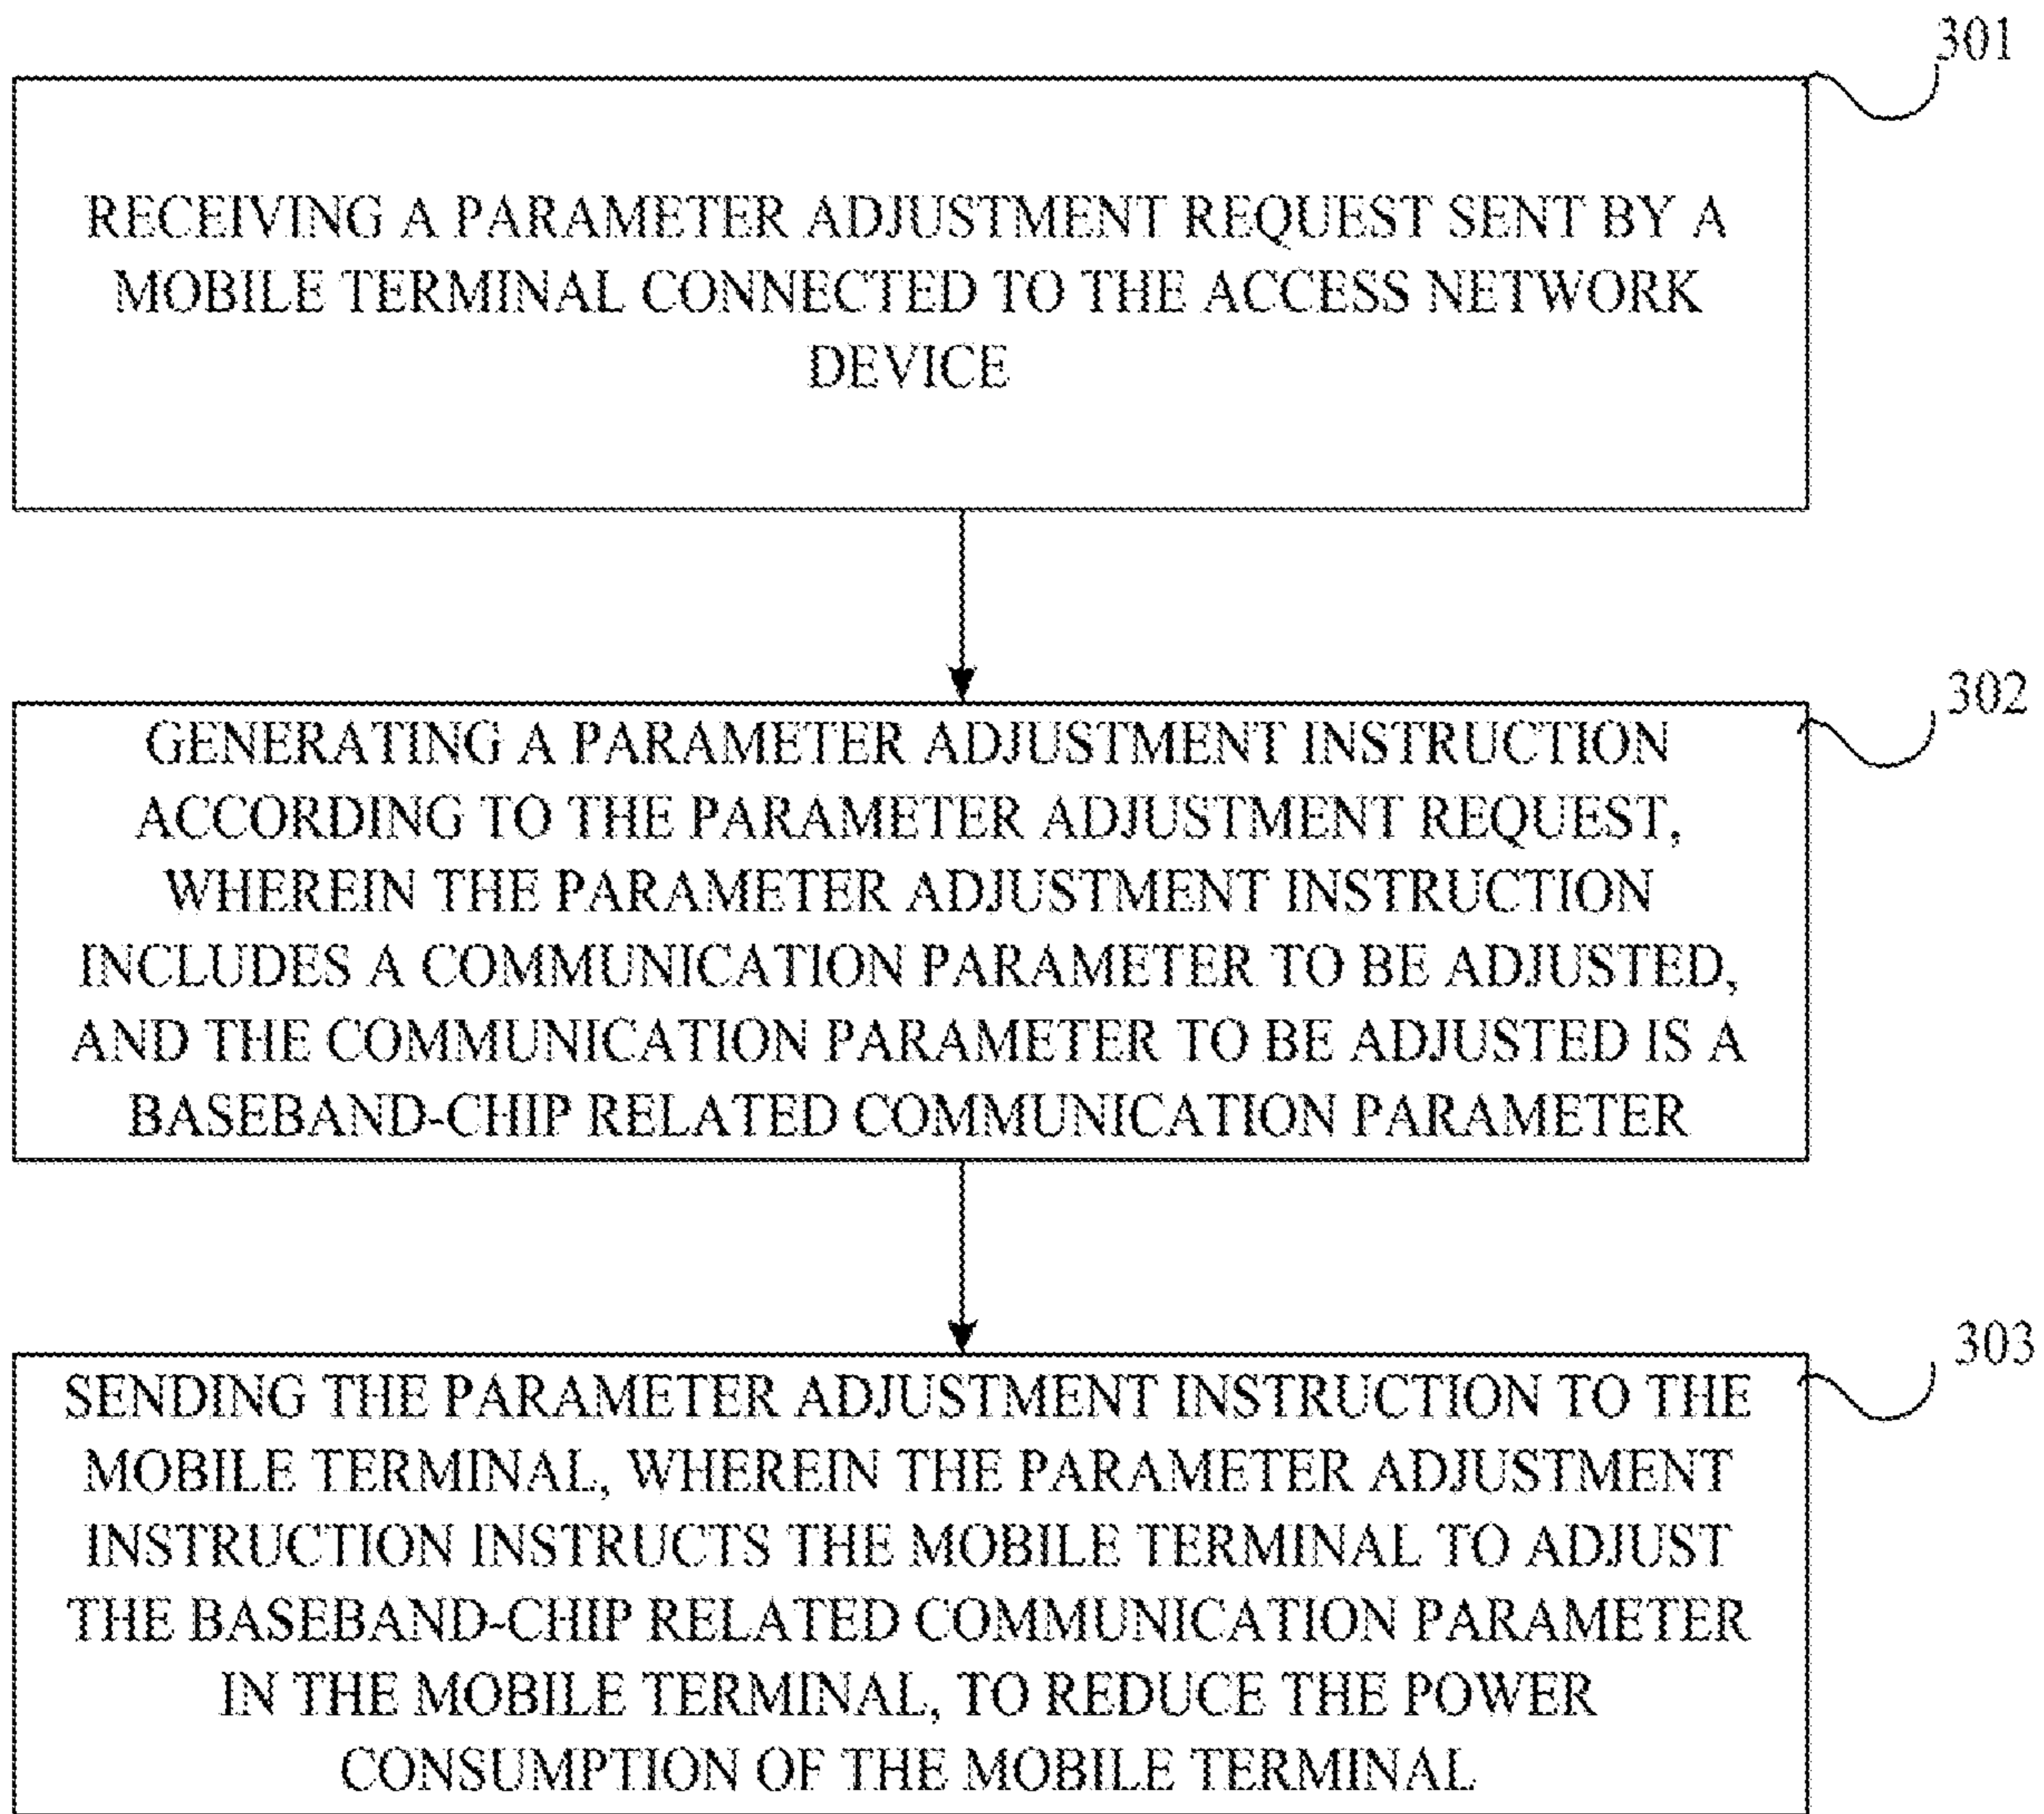 301
RECEIVING A PARAMETER ADJUSTMENT REQUEST SENT BY A
MOBILE TERMINAL CONNECTED TO THE ACCESS NETWORK
DEVICE
302
GENERATING A PARAMETER ADJUSTMENT INSTRUCTION
ACCORDING TO THE PARAMETER ADJUSTMENT REQUEST,
WHEREIN THE PARAMETER ADJUSTMENT INSTRUCTION
INCLUDES A COMMUNICATION PARAMETER TO BE ADJUSTED,
AND THE COMMUNICATION PARAMETER TO BE ADJUSTED IS A
BASEBAND-CHIP RELATED COMMUNICATION PARAMETER
303
SENDING THE PARAMETER ADJUSTMENT INSTRUCTION TO THE
MOBILE TERMINAL, WHEREIN THE PARAMETER ADJUSTMENT
INSTRUCTION INSTRUCTS THE MOBILE TERMINAL TO ADJUST
THE BASEBAND-CHIP RELATED COMMUNICATION PARAMETER
IN THE MOBILE TERMINAL, TO REDUCE THE POWER
CONSUMPTION OF THE MOBILE TERMINAL